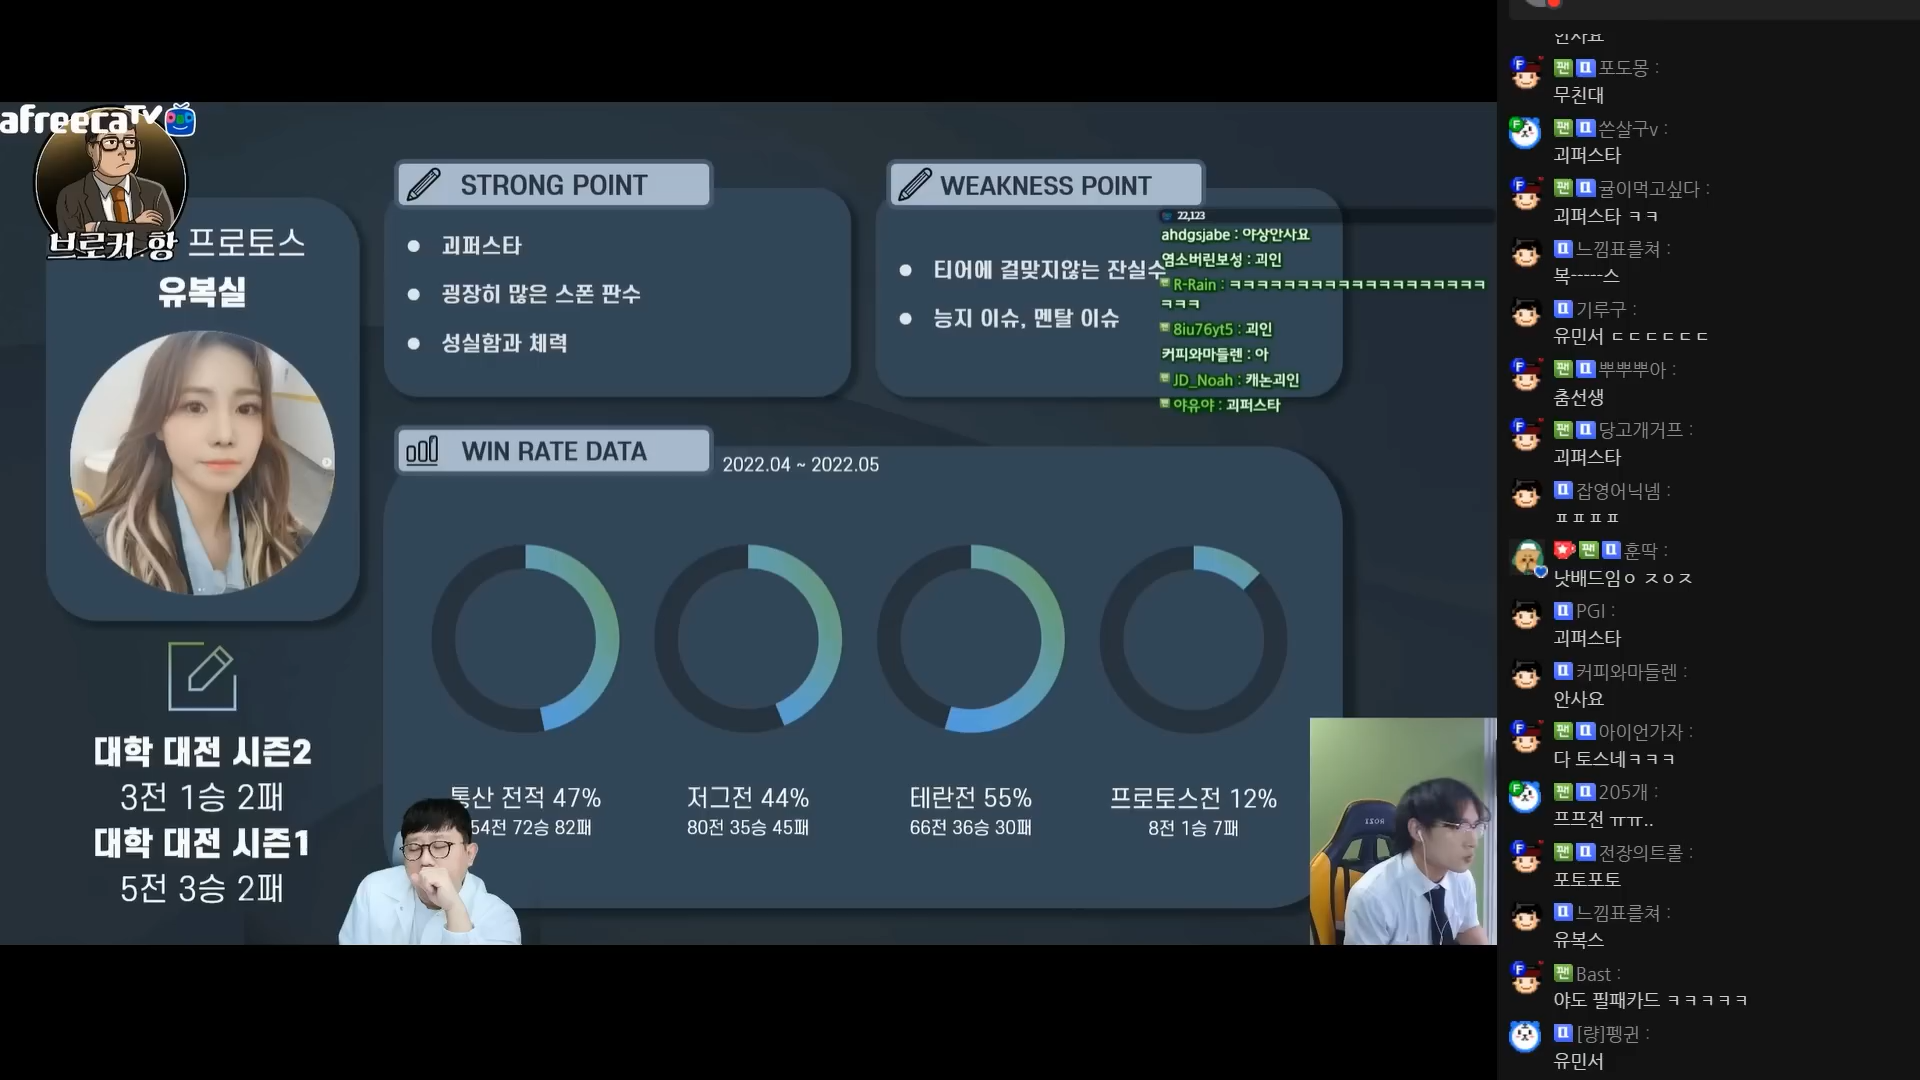 afreecaTV
브로커.항
프로토스
유복실
STRONG POINT
괴퍼스타
굉장히 많은 스폰 판수
성실함과 체력
WEAKNESS POINT
티어에 걸맞지않는 잔실수
능지 이슈, 멘탈 이슈
22,123
ahdgsjabe : 야상안사요
염소버린보성 : 괴인
R-Rain : ㅋㅋㅋㅋㅋㅋㅋㅋㅋㅋㅋㅋㅋㅋㅋㅋㅋㅋㅋ
ㅋㅋㅋ
8iu76yt5 : 괴인
커피와마들렌 : 아
JD_Noah : 캐논괴인
야유야 : 괴퍼스타
WIN RATE DATA
2022.04 ~ 2022.05
통산 전적 47%
54전 72승 82패
저그전 44%
80전 35승 45패
테란전 55%
66전 36승 30패
프로토스전 12%
8전 1승 7패
대학 대전 시즌2
3전 1승 2패
대학 대전 시즌1
5전 3승 2패
안사요
팬 포도몽 :
무친대
팬 쓴살구v :
괴퍼스타
팬 귤이먹고싶다 :
괴퍼스타 ㅋㅋ
느낌표를쳐 :
복-----스
기루구 :
유민서 ㄷㄷㄷㄷㄷㄷ
팬 뿌뿌뿌아 :
춤선생
팬 당고개거프 :
괴퍼스타
잡영어닉넴 :
ㅍㅍㅍㅍ
팬 훈딱 :
낫배드임ㅇ ㅈㅇㅈ
PGI :
괴퍼스타
커피와마들렌 :
안사요
팬 아이언가자 :
다 토스네ㅋㅋㅋ
팬 205개 :
프프전 ㅠㅠ..
팬 전장의트롤 :
포토포토
느낌표를쳐 :
유복스
팬 Bast :
야도 필패카드 ㅋㅋㅋㅋㅋ
[량]펭귄 :
유민서